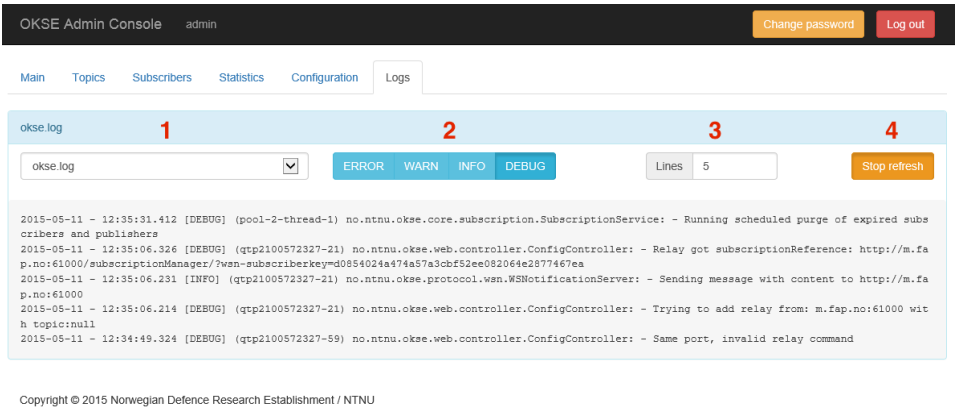 OKSE Admin Console admin Change password Log out
Main Topics Subscribers Statistics Configuration Logs
okse.log 1 2 3 4
okse.log ERROR WARN INFO DEBUG Lines 5 Stop refresh
2015-05-11 - 12:35:31.412 [DEBUG] (pool-2-thread-1) no.ntnu.okse.core.subscription.SubscriptionService: - Running scheduled purge of expired subs
cribers and publishers
2015-05-11 - 12:35:06.326 [DEBUG] (qtp2100572327-21) no.ntnu.okse.web.controller.ConfigController: - Relay got subscriptionReference: http://m.fa
p.no:61000/subscriptionManager/?wsn-subscriberkey=d0854024a474a57a3cbf52ee082064e2877467ea
2015-05-11 - 12:35:06.231 [INFO] (qtp2100572327-21) no.ntnu.okse.protocol.wsn.WSNotificationServer: - Sending message with content to http://m.fa
p.no:61000
2015-05-11 - 12:35:06.214 [DEBUG] (qtp2100572327-21) no.ntnu.okse.web.controller.ConfigController: - Trying to add relay from: m.fap.no:61000 wit
h topic:null
2015-05-11 - 12:34:49.324 [DEBUG] (qtp2100572327-59) no.ntnu.okse.web.controller.ConfigController: - Same port, invalid relay command
Copyright © 2015 Norwegian Defence Research Establishment / NTNU